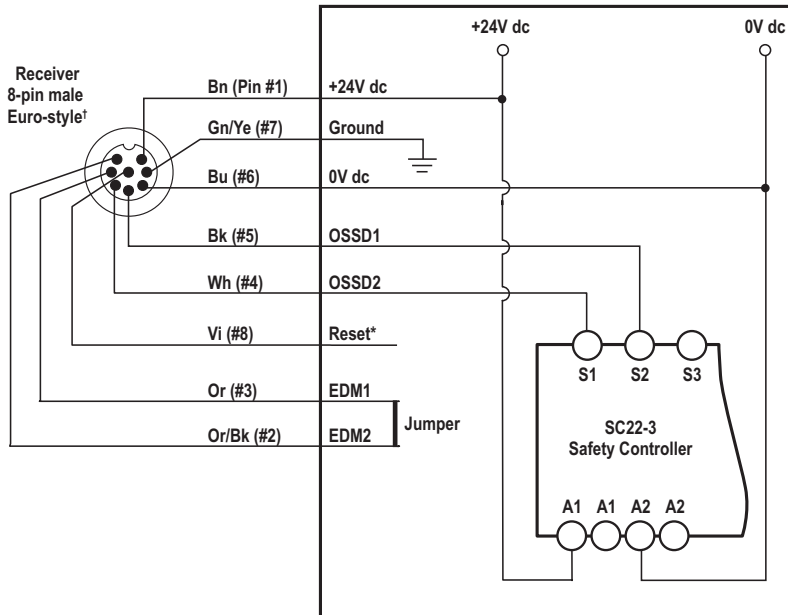 +24V dc
0V dc
Receiver
8-pin male
Euro-style†
Bn (Pin #1)
+24V dc
Gn/Ye (#7)
Ground
Bu (#6)
0V dc
Bk (#5)
OSSD1
Wh (#4)
OSSD2
Vi (#8)
Reset*
Or (#3)
EDM1
Or/Bk (#2)
EDM2
Jumper
S1
S2
S3
SC22-3
Safety Controller
A1
A1
A2
A2